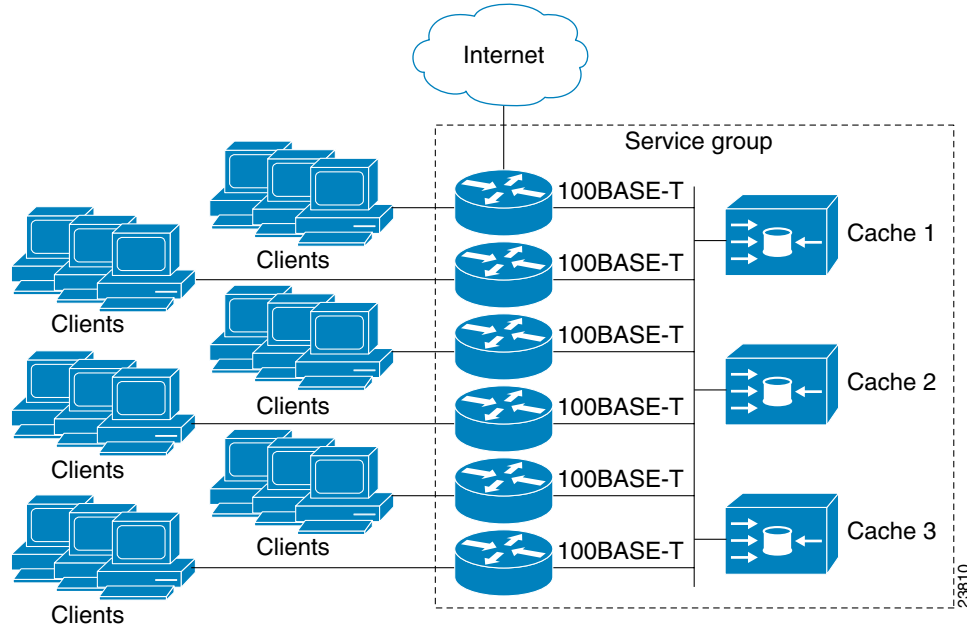 Internet
Service group
100BASE-T
Cache 1
Clients
100BASE-T
Clients
100BASE-T
Clients
Cache 2
100BASE-T
Clients
100BASE-T
Clients
Cache 3
100BASE-T
Clients
23810